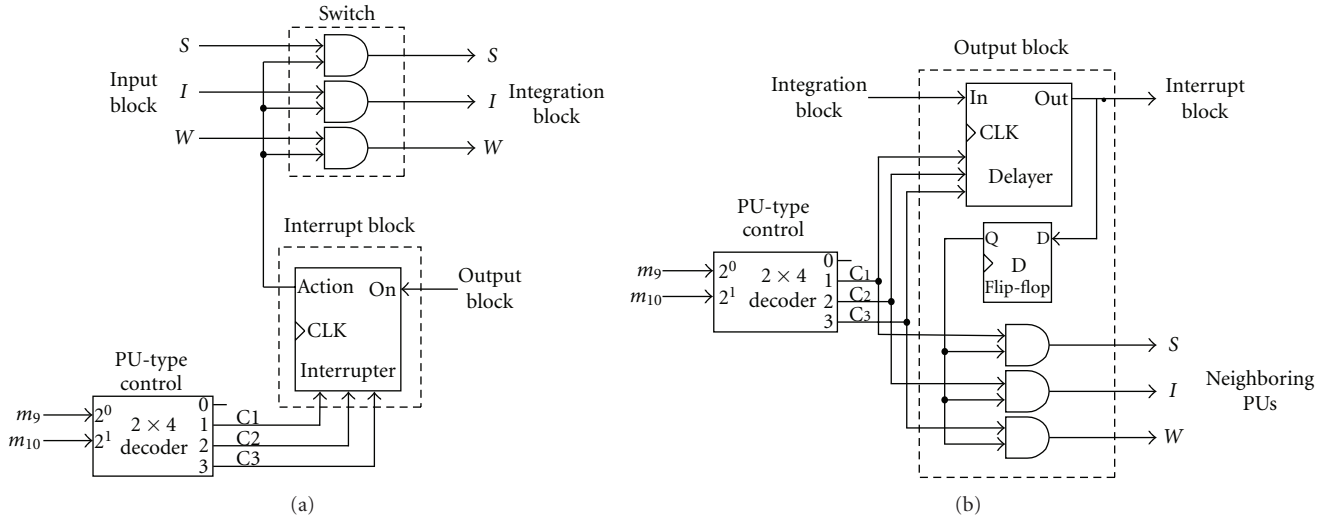 Switch
S
S
Input
block
I
I
Integration
block
W
W
Interrupt block
Action
On
Output
block
CLK
Interrupter
PU-type
control
m9
m10
2^0
2^1
2 × 4
decoder
0
1
2
3
C1
C2
C3
(a)
Output block
Integration
block
In
Out
Interrupt
block
CLK
Delayer
PU-type
control
m9
m10
2^0
2^1
2 × 4
decoder
0
1
2
3
C1
C2
C3
Q
D
D
Flip-flop
S
I
W
Neighboring
PUs
(b)